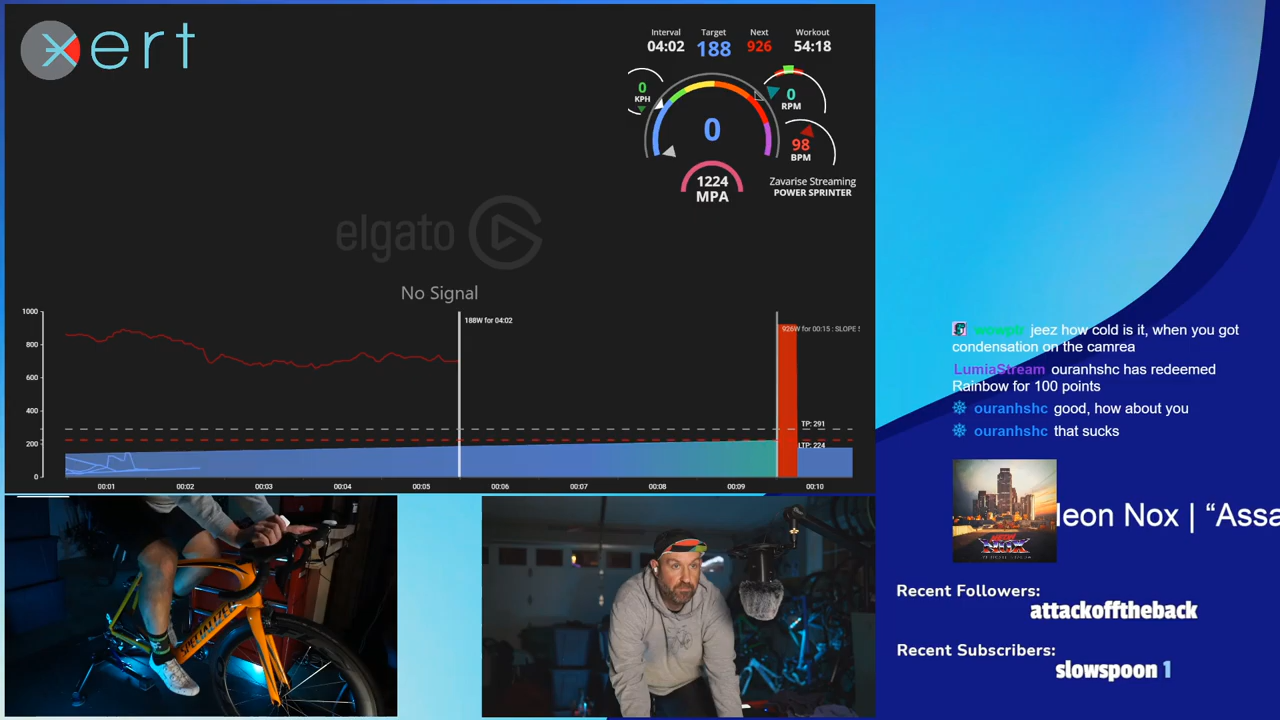 xert
Interval
Target
Next
Workout
04:02
188
926
54:18
0
KPH
0
RPM
0
98
BPM
1224
MPA
Zavarise Streaming
POWER SPRINTER
elgato
No Signal
1000
800
600
400
200
0
188W for 04:02
926W for 00:15 : SLOPE
TP: 291
LTP: 224
00:01
00:02
00:03
00:04
00:05
00:06
00:07
00:08
00:09
00:10
SPECIALIZED
wowplr jeez how cold is it, when you got
condensation on the camrea
LumiaStream ouranhshc has redeemed
Rainbow for 100 points
ouranhshc good, how about you
ouranhshc that sucks
leon Nox | “Assa
Recent Followers:
attackofftheback
Recent Subscribers:
slowspoon 1